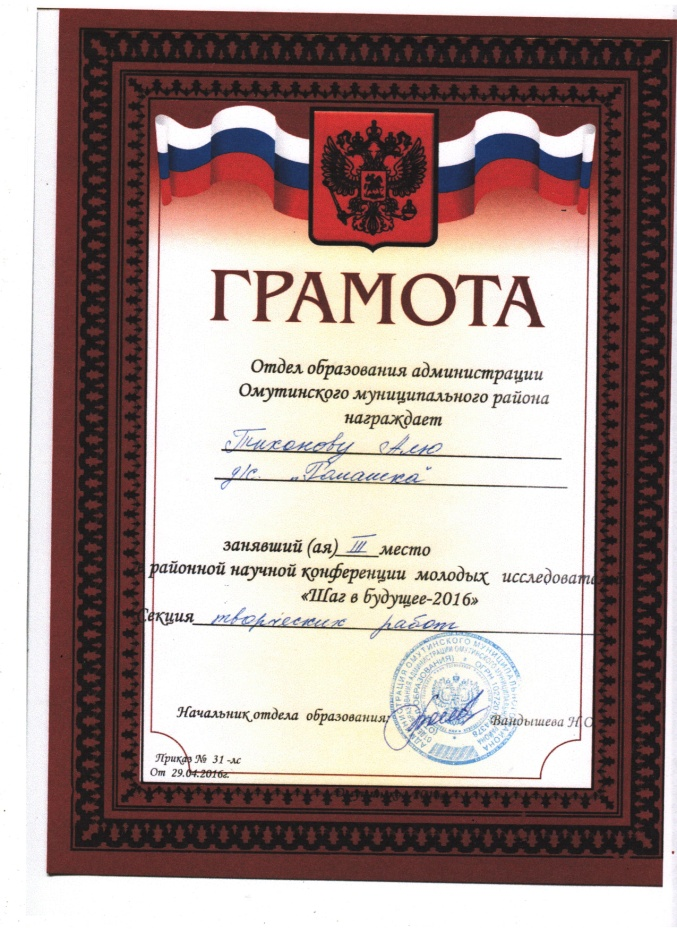 ГРАМОТА
Отдел образования администрации
Омутинского муниципального района
награждает
Тихонову Алю
д/с. „Ромашка"
занявший (ая) III место
в районной научной конференции молодых исследователей
«Шаг в будущее-2016»
Секция творческих работ
Начальник отдела образования: Вандышева Н.О
Приказ № 31 -лс
От 29.04.2016г.